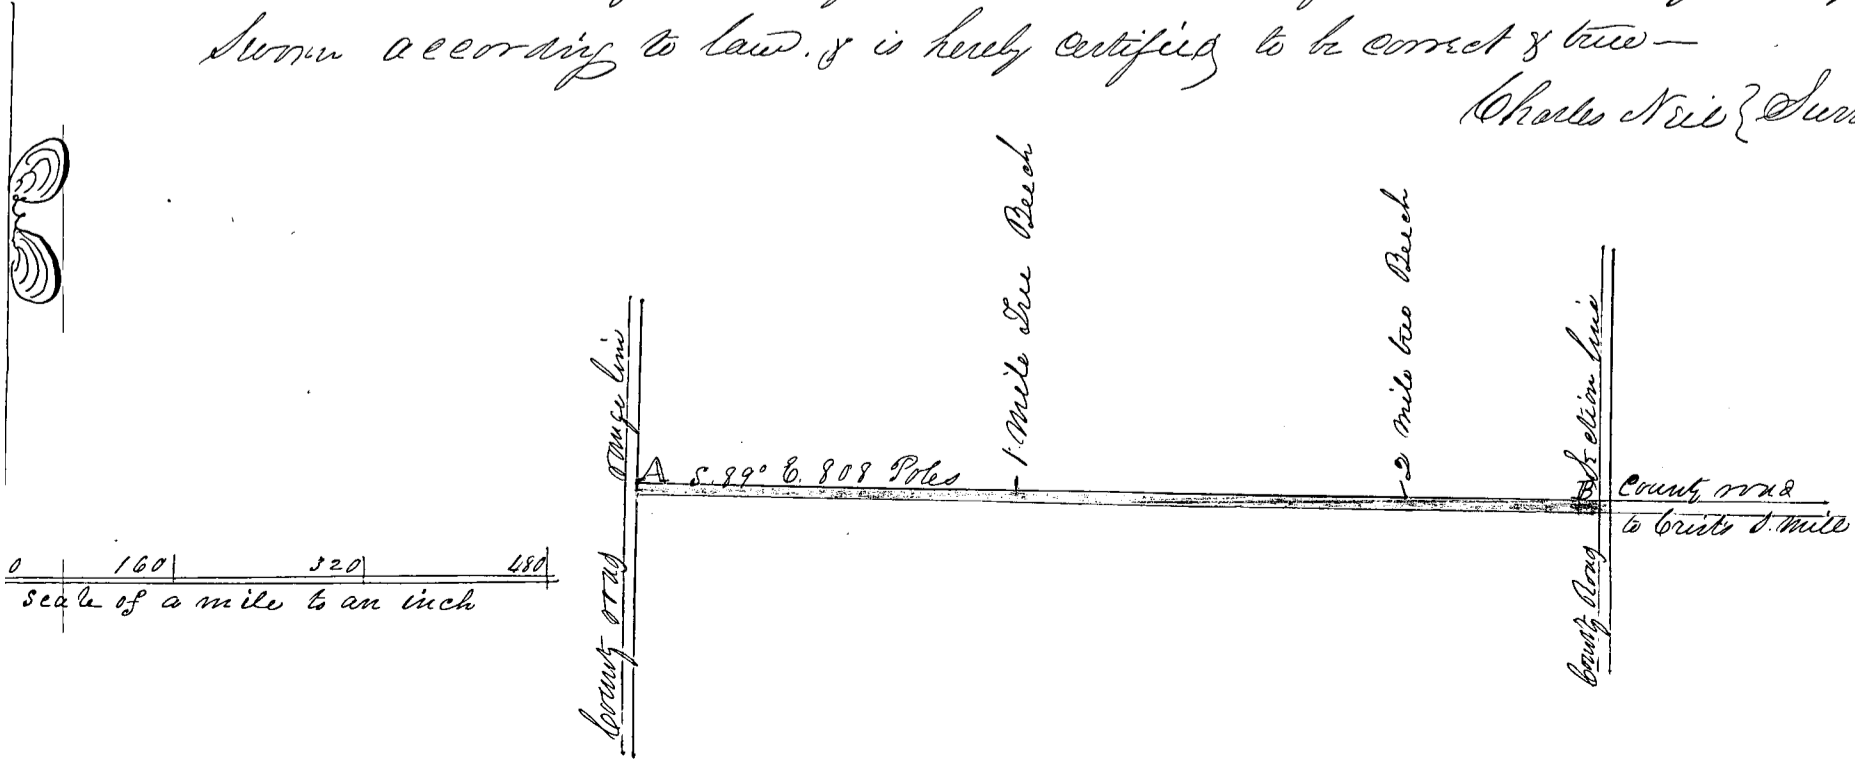 Sworn according to law. & is hereby certified to be correct & true—
Charles Neil } Surv
1 Mile Tree Beech
2 mile tree Beech
range line
Section line
A S. 89° E. 808 Poles
B
County road
to Crists S. Mill
0 160 320 480
scale of a mile to an inch
County road
County Road